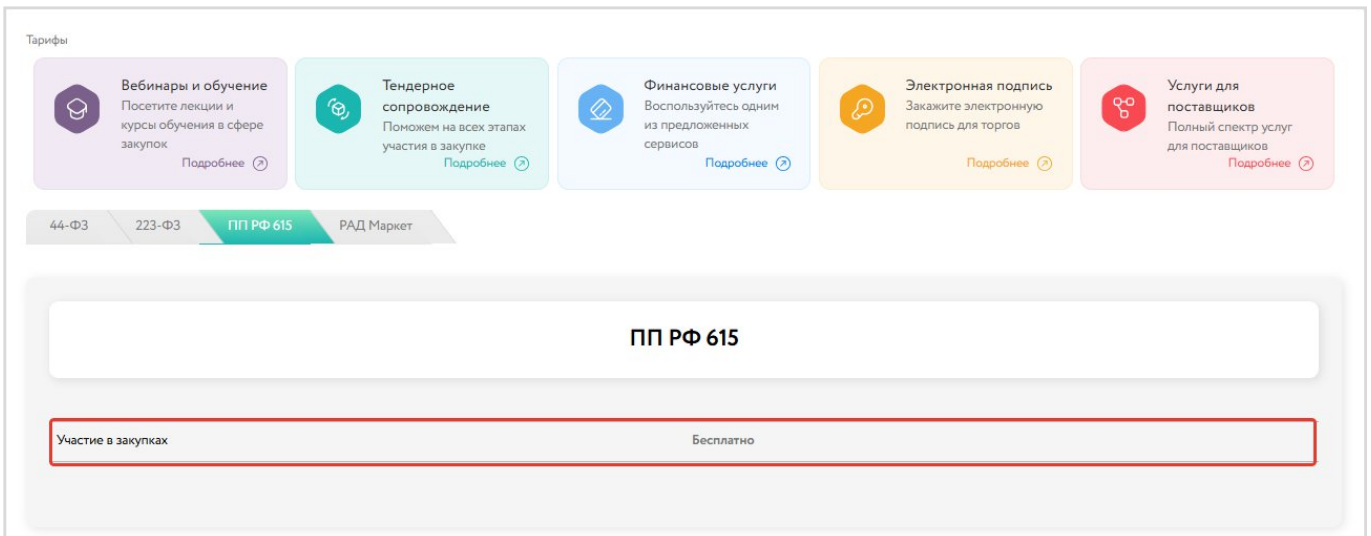 Тарифы
Вебинары и обучение
Посетите лекции и
курсы обучения в сфере
закупок
Подробнее
Тендерное
сопровождение
Поможем на всех этапах
участия в закупке
Подробнее
Финансовые услуги
Воспользуйтесь одним
из предложенных
сервисов
Подробнее
Электронная подпись
Закажите электронную
подпись для торгов
Подробнее
Услуги для
поставщиков
Полный спектр услуг
для поставщиков
Подробнее
44-ФЗ
223-ФЗ
ПП РФ 615
РАД Маркет
ПП РФ 615
Участие в закупках
Бесплатно